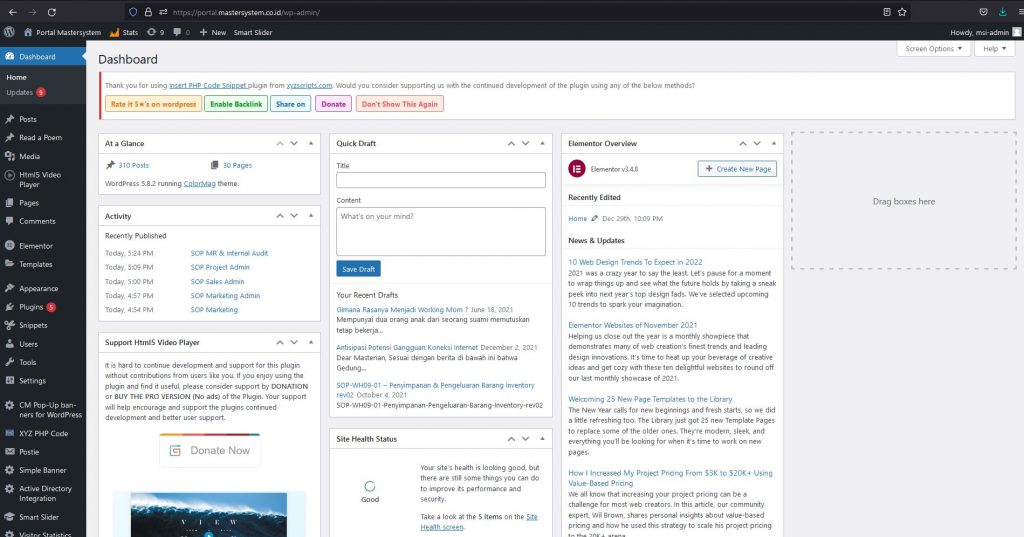 https://portal.mastersystem.co.id/wp-admin/
Portal Mastersystem
Stats
9
0
New
Smart Slider
Howdy, msi-admin
Dashboard
Home
Updates 9
Posts
Read a Poem
Media
Html5 Video
Player
Pages
Comments
Elementor
Templates
Appearance
Plugins 5
Snippets
Users
Tools
Settings
CM Pop-Up ban-
ners for WordPress
XYZ PHP Code
Postie
Simple Banner
Active Directory
Integration
Smart Slider
Visitor Statistics
Dashboard
Screen Options
Help
Thank you for using Insert PHP Code Snippet plugin from xyzscripts.com. Would you consider supporting us with the continued development of the plugin using any of the below methods?
Rate it 5★'s on wordpress
Enable Backlink
Share on
Donate
Don't Show This Again
At a Glance
310 Posts
30 Pages
WordPress 5.8.2 running ColorMag theme.
Activity
Recently Published
Today, 5:24 PM SOP MR & Internal Audit
Today, 5:04 PM SOP Project Admin
Today, 5:00 PM SOP Sales Admin
Today, 4:57 PM SOP Marketing Admin
Today, 4:54 PM SOP Marketing
Support Html5 Video Player
It is hard to continue development and support for this plugin
without contributions from users like you. If you enjoy using the
plugin and find it useful, please consider support by DONATION
or BUY THE PRO VERSION (No ads) of the Plugin. Your support
will help encourage and support the plugins continued
development and better user support.
Donate Now
VIEW
Quick Draft
Title
Content
What's on your mind?
Save Draft
Your Recent Drafts
Gimana Rasanya Menjadi Working Mom ? June 18, 2021
Mempunyai dua orang anak dari seorang suami memutuskan
tetap bekerja...
Antisipasi Potensi Gangguan Koneksi Internet December 2, 2021
Dear Masterian, Sesuai dengan berita di bawah ini bahwa
Gedung...
SOP-WH09-01 – Penyimpanan & Pengeluaran Barang Inventory
rev02 October 4, 2021
SOP-WH09-01-Penyimpanan-Pengeluaran-Barang-Inventory-rev02
Site Health Status
Good
Your site's health is looking good, but
there are still some things you can do
to improve its performance and
security.
Take a look at the 5 items on the Site
Health screen.
Elementor Overview
Elementor v3.4.8
Create New Page
Recently Edited
Home Dec 29th, 10:09 PM
News & Updates
10 Web Design Trends To Expect in 2022
2021 was a crazy year to say the least. Let's pause for a moment
to wrap things up and see what the future holds by taking a sneak
peek into next year's top design fads. We've selected upcoming
10 trends to spark your imagination.
Elementor Websites of November 2021
Helping us close out the year is a monthly showpiece that
demonstrates many of web creation's finest trends and leading
design innovations. It's time to heat up your beverage of creative
ideas and get cozy with these ten delightful websites to round off
our last monthly showcase of 2021.
Welcoming 25 New Page Templates to the Library
The New Year calls for new beginnings and fresh starts, so we did
a little refreshing too. The Library just got 25 new Template Pages
to replace some of the older ones. They're modern, sleek, and
everything you'll be looking for when it's time to work on new
pages.
How I Increased My Project Pricing From $3K to $20K+ Using
Value-Based Pricing
We all know that increasing your project pricing can be a
challenge for most web creators. In this article, our community
expert, Wil Brown, shares personal insights about value-based
pricing and how he used this strategy to scale his project pricing
to the 20K+ arena.
Drag boxes here